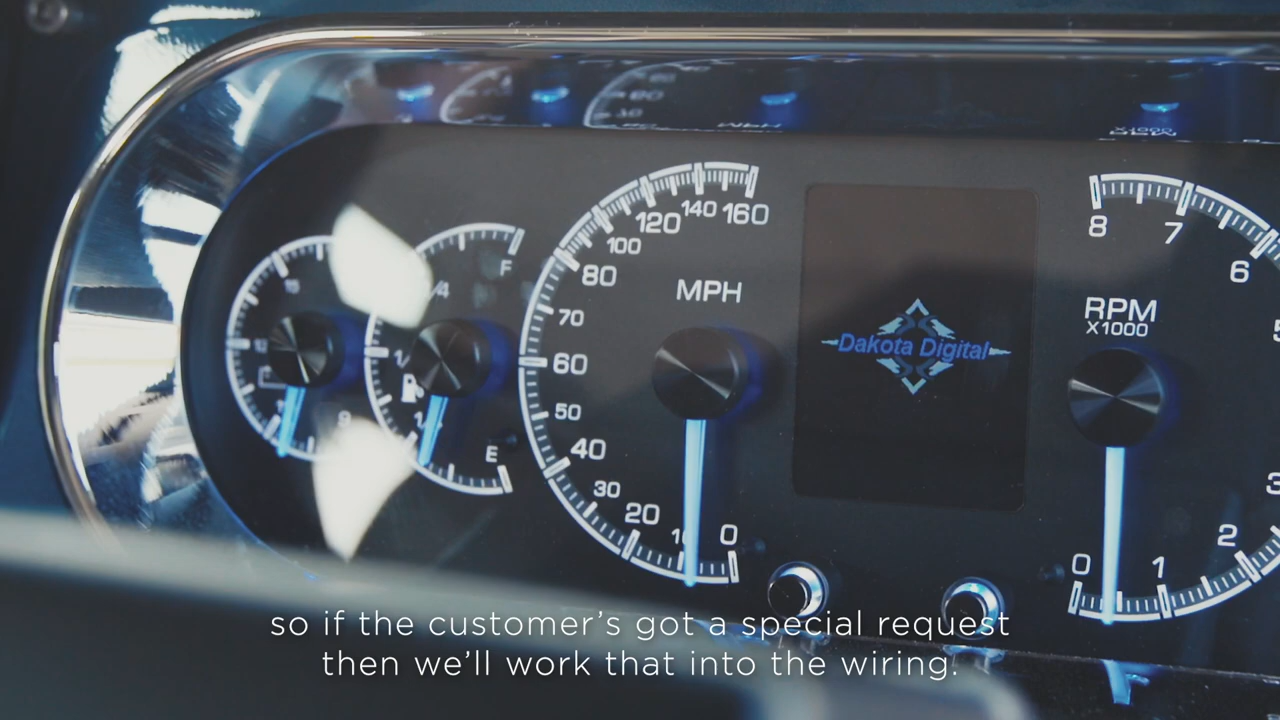 F
E
160
140
120
100
80
70
60
50
40
30
20
0
MPH
Dakota Digital
RPM
X1000
8
7
6
2
1
0
so if the customer's got a special request
then we'll work that into the wiring.